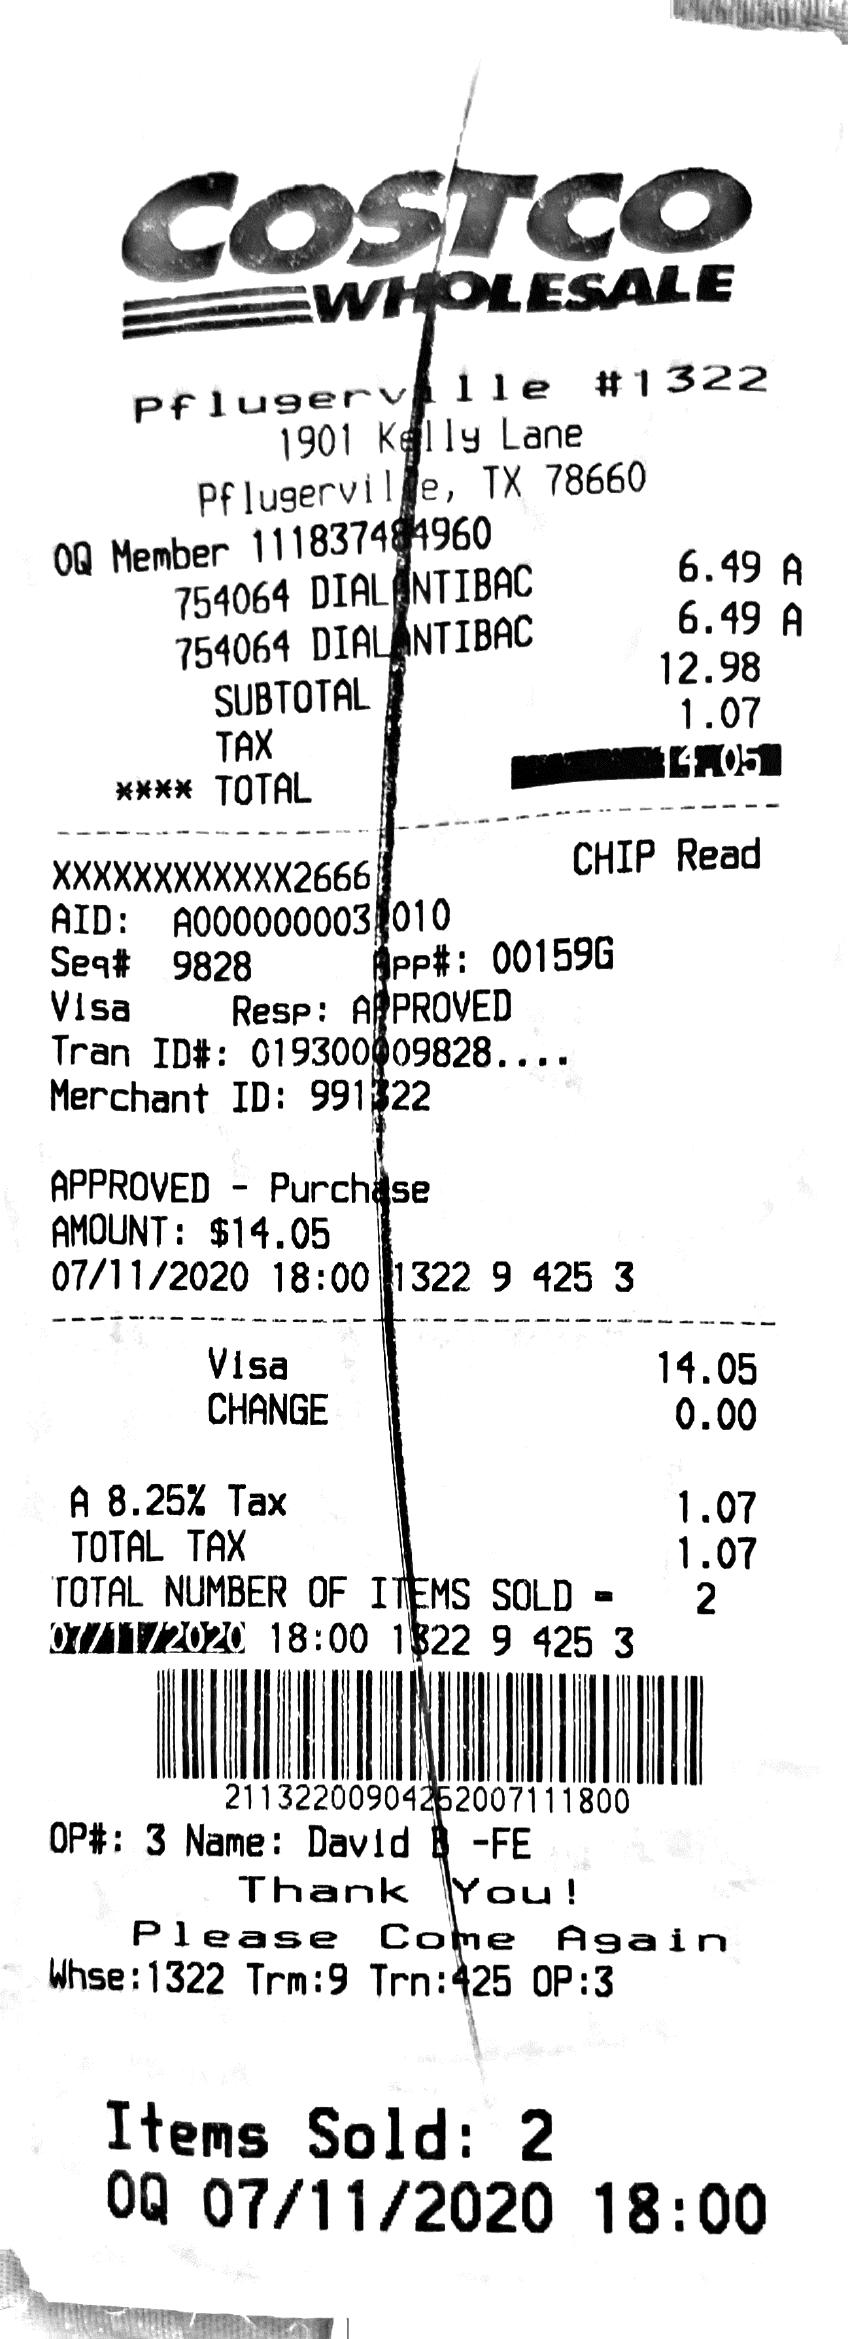 COSTCO
WHOLESALE
Pflugerville #1322
1901 Kelly Lane
Pflugerville, TX 78660
OQ Member 111837484960
754064 DIAL ANTIBAC 6.49 A
754064 DIAL ANTIBAC 6.49 A
SUBTOTAL 12.98
TAX 1.07
**** TOTAL 14.05
XXXXXXXXXXXX2666 CHIP Read
AID: A0000000031010
Seq# 9828 App#: 00159G
Visa Resp: APPROVED
Tran ID#: 019300009828....
Merchant ID: 991322
APPROVED - Purchase
AMOUNT: $14.05
07/11/2020 18:00 1322 9 425 3
Visa 14.05
CHANGE 0.00
A 8.25% Tax 1.07
TOTAL TAX 1.07
TOTAL NUMBER OF ITEMS SOLD = 2
07/11/2020 18:00 1322 9 425 3
21132200904252007111800
OP#: 3 Name: David B -FE
Thank You!
Please Come Again
Whse:1322 Trm:9 Trn:425 OP:3
Items Sold: 2
OQ 07/11/2020 18:00